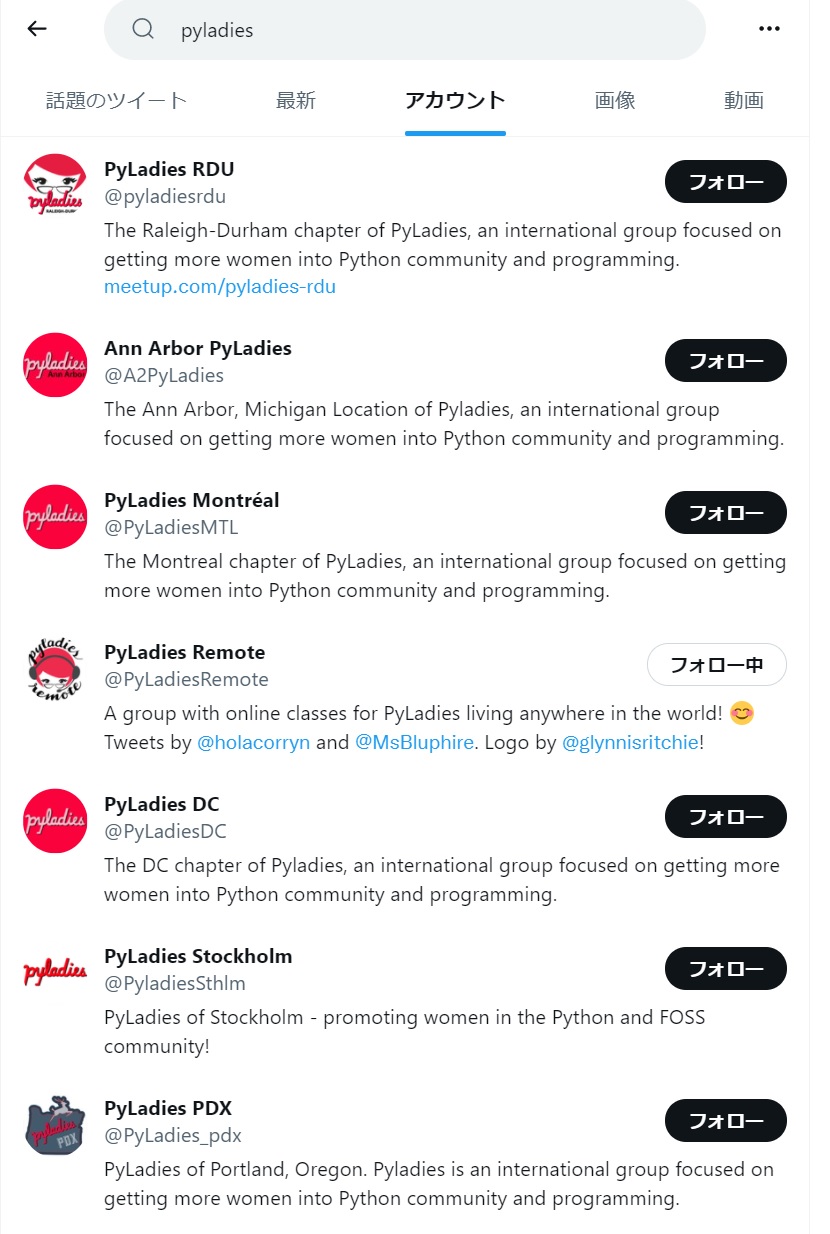 pyladies
話題のツイート 最新 アカウント 画像 動画
pyladies
RALEIGH-DURHAM
PyLadies RDU
@pyladiesrdu
フォロー
The Raleigh-Durham chapter of PyLadies, an international group focused on
getting more women into Python community and programming.
meetup.com/pyladies-rdu
pyladies
Ann Arbor
Ann Arbor PyLadies
@A2PyLadies
フォロー
The Ann Arbor, Michigan Location of Pyladies, an international group
focused on getting more women into Python community and programming.
pyladies
PyLadies Montréal
@PyLadiesMTL
フォロー
The Montreal chapter of PyLadies, an international group focused on getting
more women into Python community and programming.
pyladies
remote
PyLadies Remote
@PyLadiesRemote
フォロー中
A group with online classes for PyLadies living anywhere in the world! 😊
Tweets by @holacorryn and @MsBluphire. Logo by @glynnisritchie!
pyladies
PyLadies DC
@PyLadiesDC
フォロー
The DC chapter of Pyladies, an international group focused on getting more
women into Python community and programming.
pyladies
PyLadies Stockholm
@PyladiesSthlm
フォロー
PyLadies of Stockholm - promoting women in the Python and FOSS
community!
pyladies
PDX
PyLadies PDX
@PyLadies_pdx
フォロー
PyLadies of Portland, Oregon. Pyladies is an international group focused on
getting more women into Python community and programming.